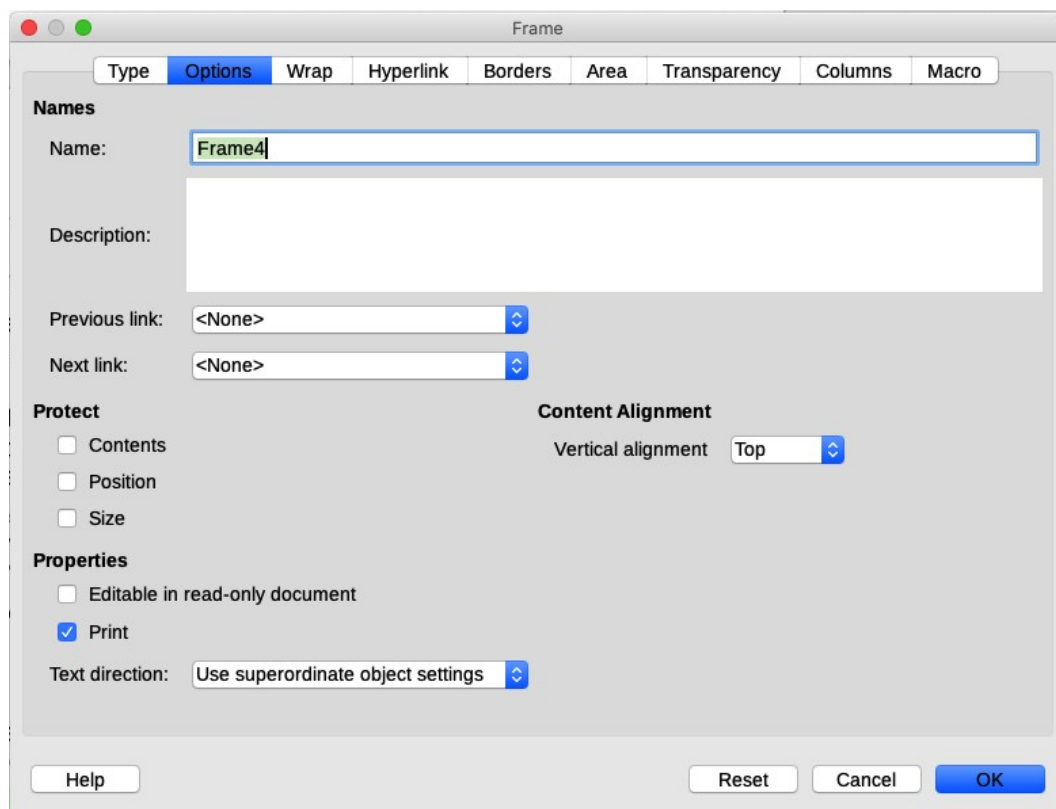 Frame
Type Options Wrap Hyperlink Borders Area Transparency Columns Macro
Names
Name: Frame4
Description:
Previous link: <None>
Next link: <None>
Protect
Contents
Position
Size
Content Alignment
Vertical alignment Top
Properties
Editable in read-only document
Print
Text direction: Use superordinate object settings
Help Reset Cancel OK